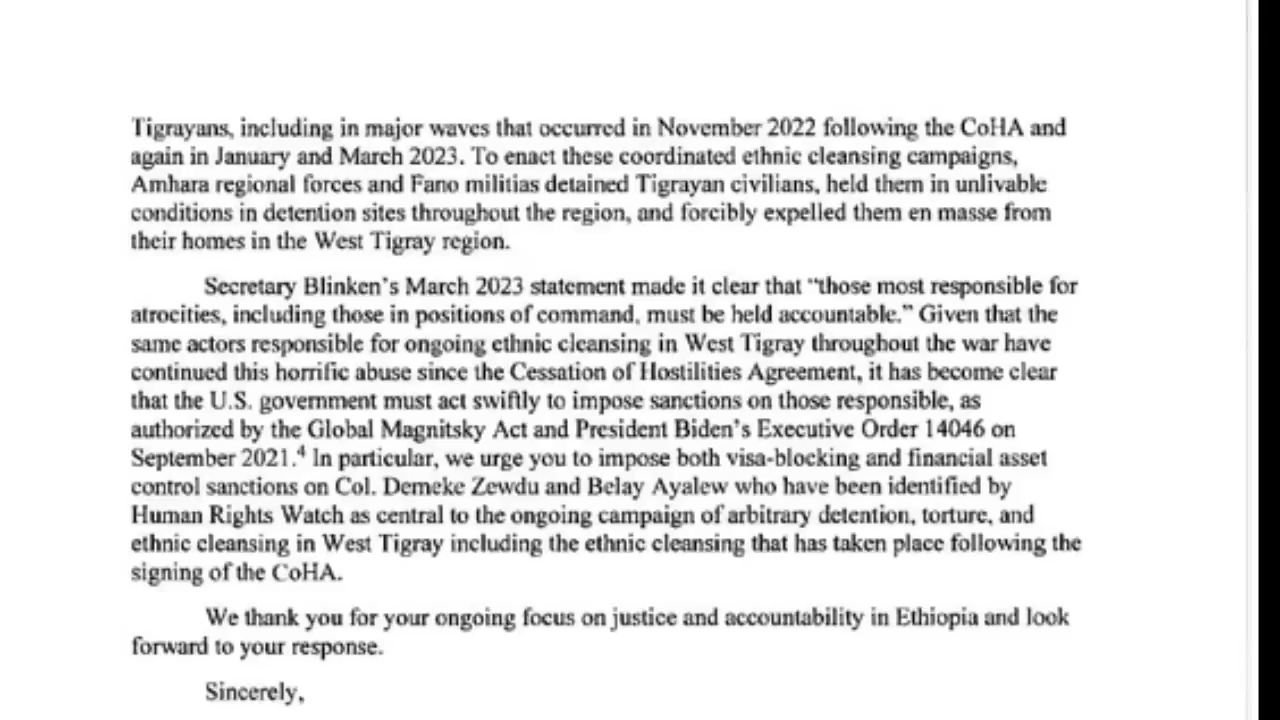 Tigrayans, including in major waves that occurred in November 2022 following the CoHA and
again in January and March 2023. To enact these coordinated ethnic cleansing campaigns,
Amhara regional forces and Fano militias detained Tigrayan civilians, held them in unlivable
conditions in detention sites throughout the region, and forcibly expelled them en masse from
their homes in the West Tigray region.
Secretary Blinken's March 2023 statement made it clear that “those most responsible for
atrocities, including those in positions of command, must be held accountable.” Given that the
same actors responsible for ongoing ethnic cleansing in West Tigray throughout the war have
continued this horrific abuse since the Cessation of Hostilities Agreement, it has become clear
that the U.S. government must act swiftly to impose sanctions on those responsible, as
authorized by the Global Magnitsky Act and President Biden's Executive Order 14046 on
September 2021.⁴ In particular, we urge you to impose both visa-blocking and financial asset
control sanctions on Col. Demeke Zewdu and Belay Ayalew who have been identified by
Human Rights Watch as central to the ongoing campaign of arbitrary detention, torture, and
ethnic cleansing in West Tigray including the ethnic cleansing that has taken place following the
signing of the CoHA.
We thank you for your ongoing focus on justice and accountability in Ethiopia and look
forward to your response.
Sincerely,